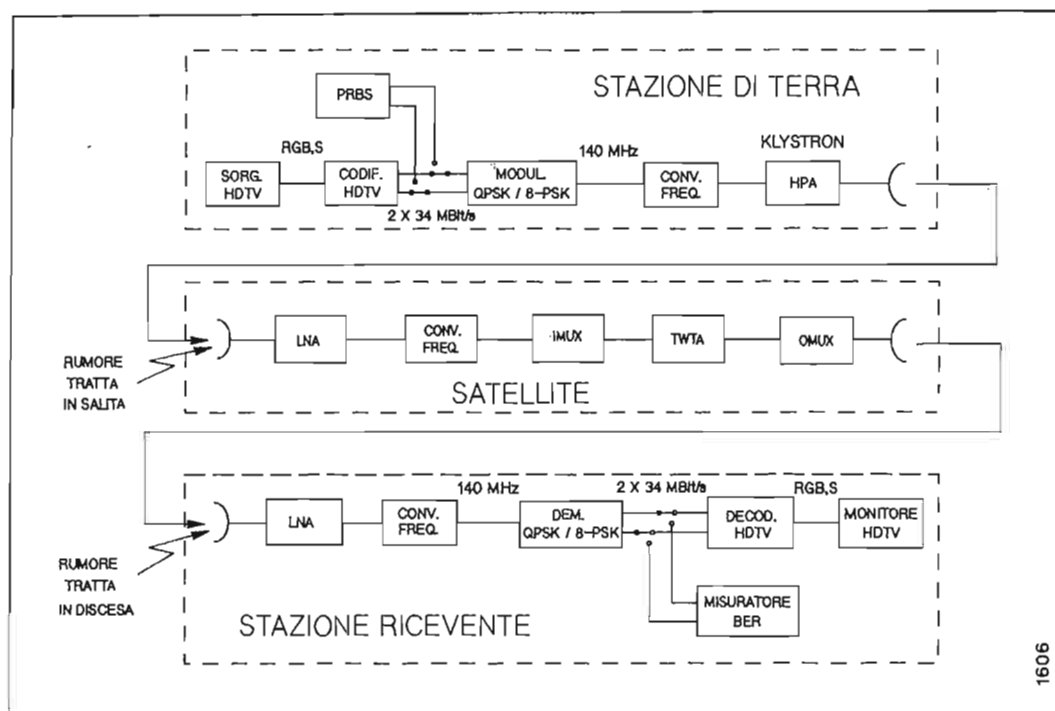 STAZIONE DI TERRA
PRBS
RGB,S
140 MHz
KLYSTRON
SORG.
HDTV
CODIF.
HDTV
MODUL.
QPSK / 8-PSK
CONV.
FREQ.
HPA
2 X 34 MBit/s
LNA
CONV.
FREQ.
IMUX
TWTA
OMUX
RUMORE
TRATTA
IN SALITA
SATELLITE
140 MHz
2 X 34 MBit/s
RGB,S
LNA
CONV.
FREQ.
DEM.
QPSK / 8-PSK
DECOD.
HDTV
MONITORE
HDTV
RUMORE
TRATTA
IN DISCESA
MISURATORE
BER
STAZIONE RICEVENTE
1606